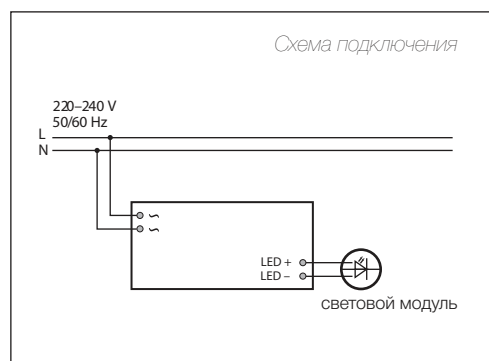 Схема подключения
220–240 V
50/60 Hz
L
N
~
~
LED +
LED –
световой модуль